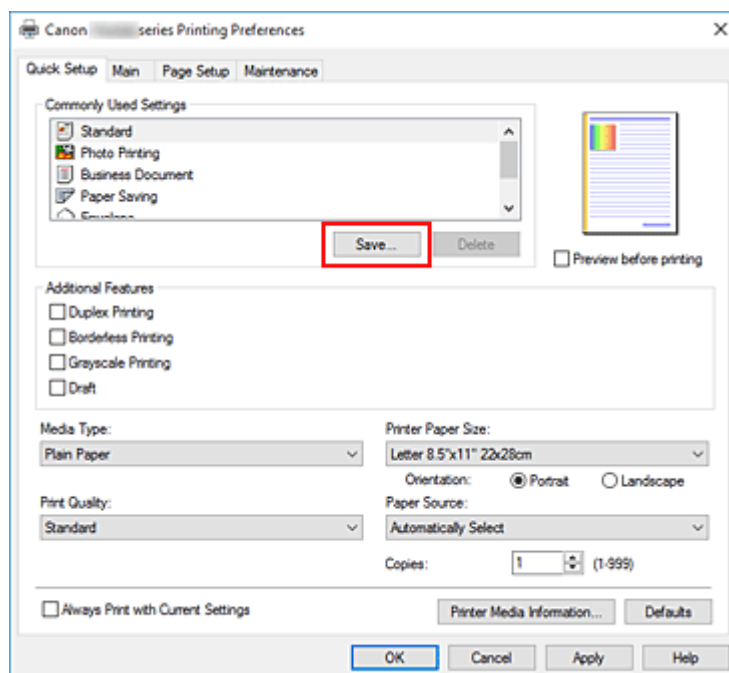 Canon series Printing Preferences
Quick Setup Main Page Setup Maintenance
Commonly Used Settings
Standard
Photo Printing
Business Document
Paper Saving
Envelope
Save... Delete
Preview before printing
Additional Features
Duplex Printing
Borderless Printing
Grayscale Printing
Draft
Media Type: Printer Paper Size:
Plain Paper Letter 8.5"x11" 22x28cm
Orientation: Portrait Landscape
Print Quality: Paper Source:
Standard Automatically Select
Copies: 1 (1-999)
Always Print with Current Settings Printer Media Information... Defaults
OK Cancel Apply Help